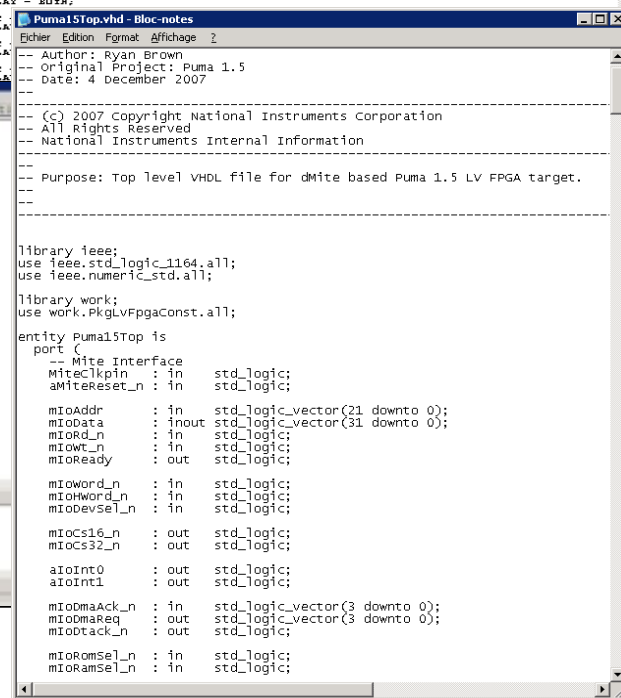 Puma15Top.vhd - Bloc-notes
Fichier Edition Format Affichage ?
-- Author: Ryan Brown
-- Original Project: Puma 1.5
-- Date: 4 December 2007
--
--------------------------------------------------------------------------------
-- (c) 2007 Copyright National Instruments Corporation
-- All Rights Reserved
-- National Instruments Internal Information
--------------------------------------------------------------------------------
--
-- Purpose: Top level VHDL file for dMite based Puma 1.5 LV FPGA target.
--
--
--------------------------------------------------------------------------------
library ieee;
use ieee.std_logic_1164.all;
use ieee.numeric_std.all;
library work;
use work.PkgLvFpgaConst.all;
entity Puma15Top is
port (
-- Mite Interface
MiteClkpin : in std_logic;
aMiteReset_n : in std_logic;
mIoAddr : in std_logic_vector(21 downto 0);
mIoData : inout std_logic_vector(31 downto 0);
mIoRd_n : in std_logic;
mIoWt_n : in std_logic;
mIoReady : out std_logic;
mIoWord_n : in std_logic;
mIoHWord_n : in std_logic;
mIoDevSel_n : in std_logic;
mIoCs16_n : out std_logic;
mIoCs32_n : out std_logic;
aIoInt0 : out std_logic;
aIoInt1 : out std_logic;
mIoDmaAck_n : in std_logic_vector(3 downto 0);
mIoDmaReq : out std_logic_vector(3 downto 0);
mIoDtack_n : out std_logic;
mIoRomSel_n : in std_logic;
mIoRamSel_n : in std_logic;